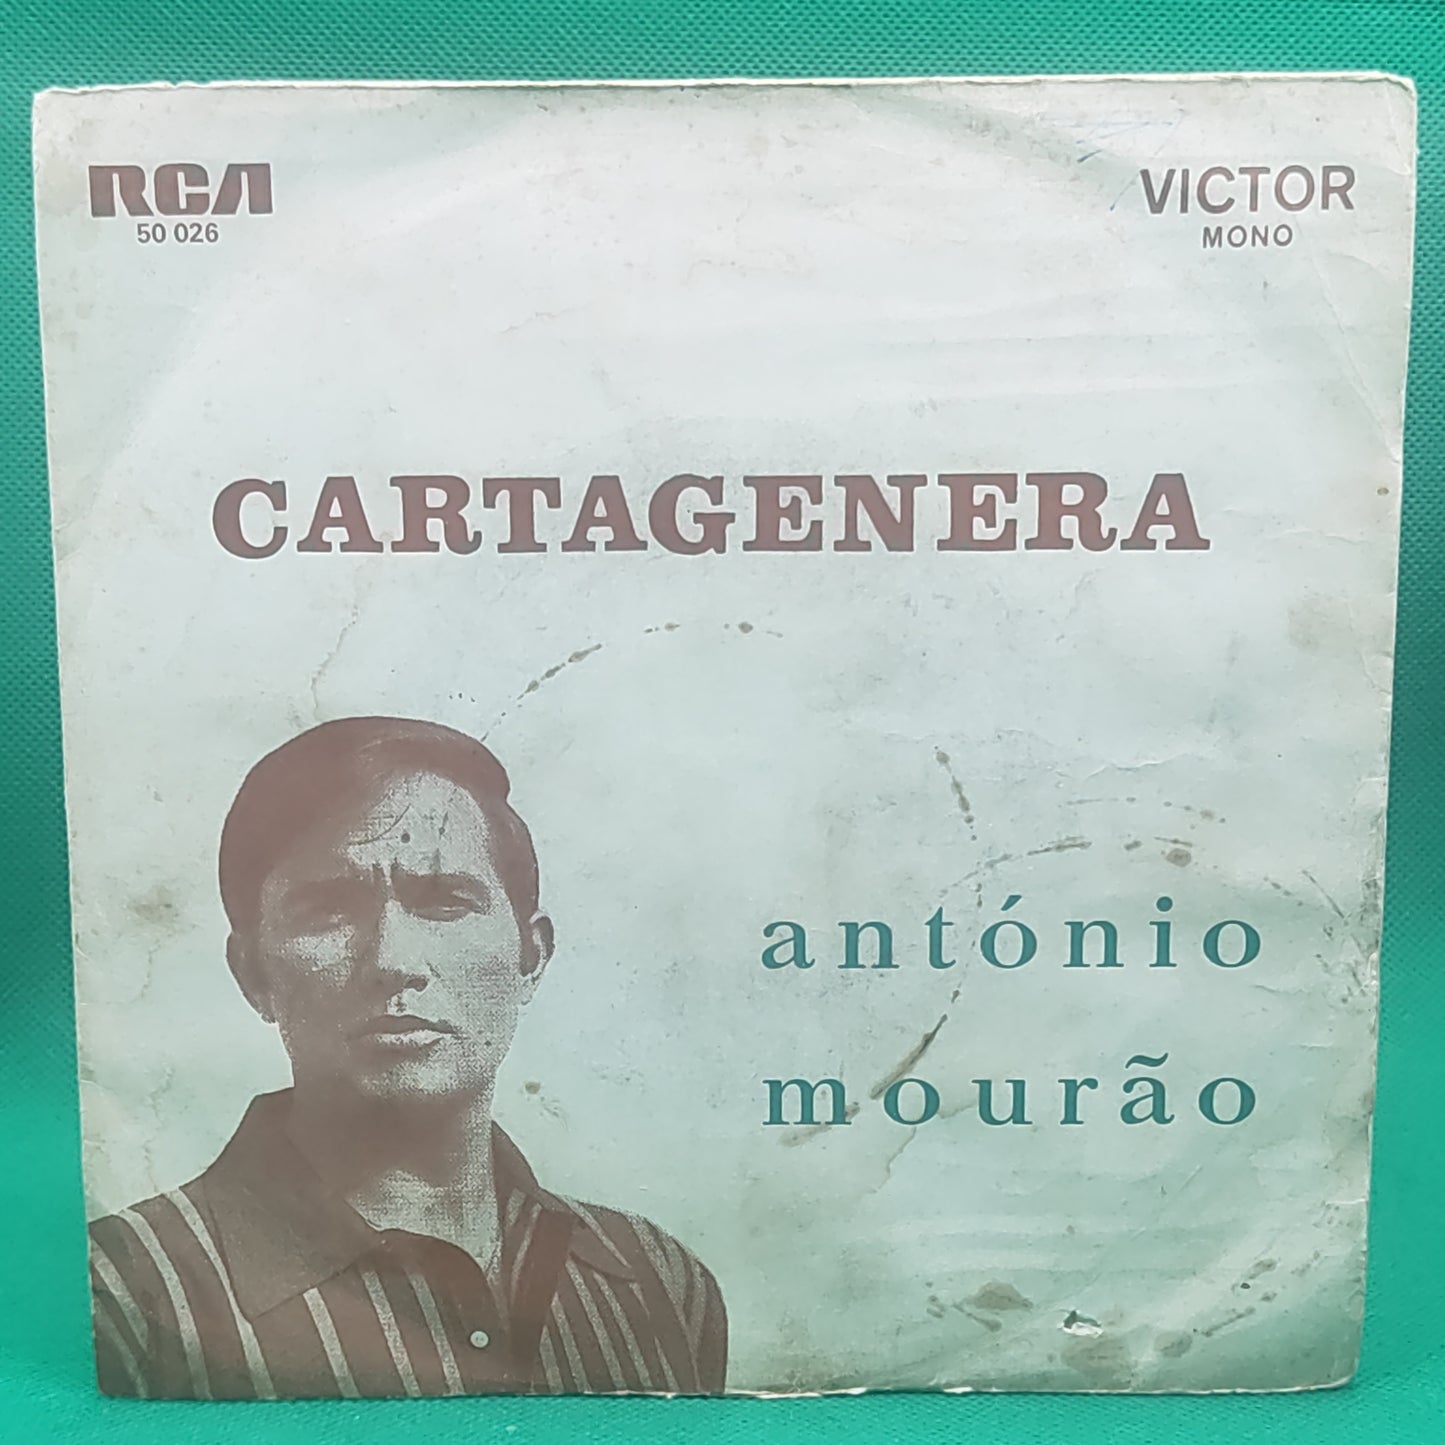 RCA
50 026
VICTOR
MONO
CARTAGENERA
antónio
mourão